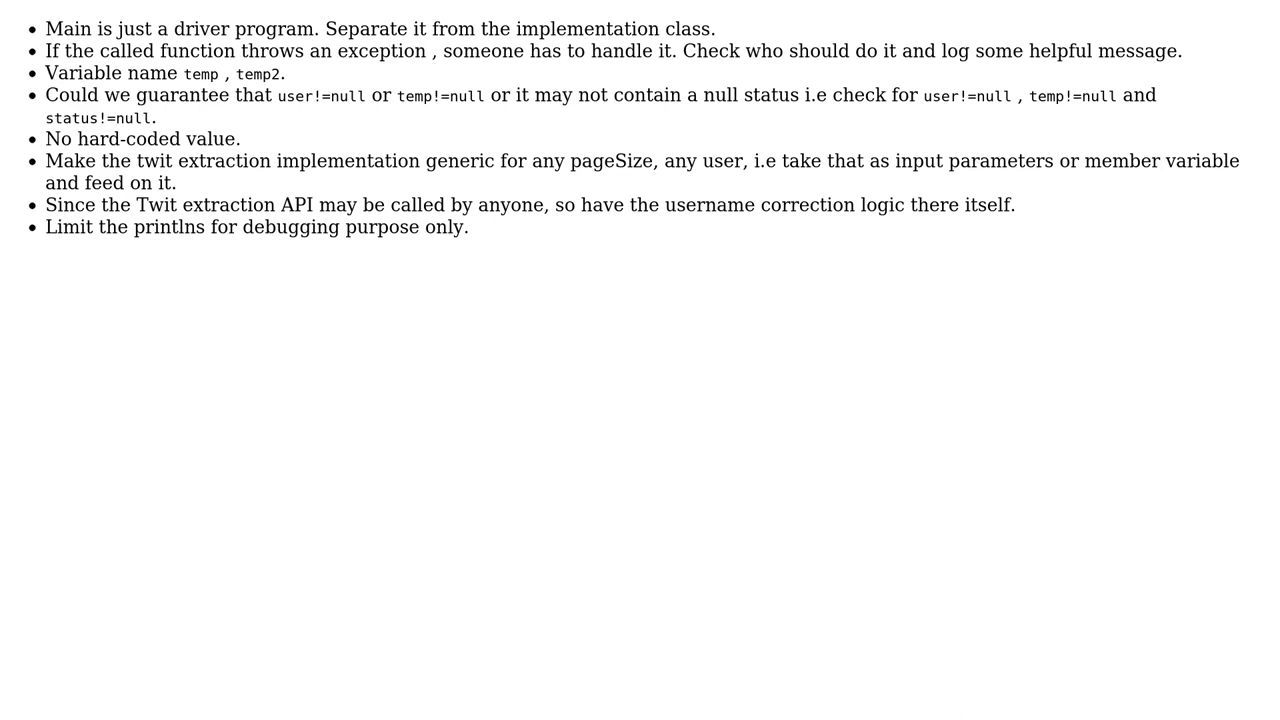 Main is just a driver program. Separate it from the implementation class.
If the called function throws an exception , someone has to handle it. Check who should do it and log some helpful message.
Variable name temp , temp2.
Could we guarantee that user!=null or temp!=null or it may not contain a null status i.e check for user!=null , temp!=null and
status!=null.
No hard-coded value.
Make the twit extraction implementation generic for any pageSize, any user, i.e take that as input parameters or member variable
and feed on it.
Since the Twit extraction API may be called by anyone, so have the username correction logic there itself.
Limit the printlns for debugging purpose only.